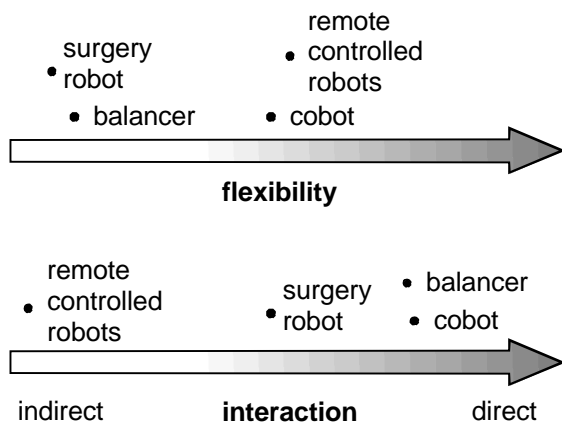 surgery
robot
balancer
remote
controlled
robots
cobot
flexibility
remote
controlled
robots
surgery
robot
balancer
cobot
indirect
interaction
direct